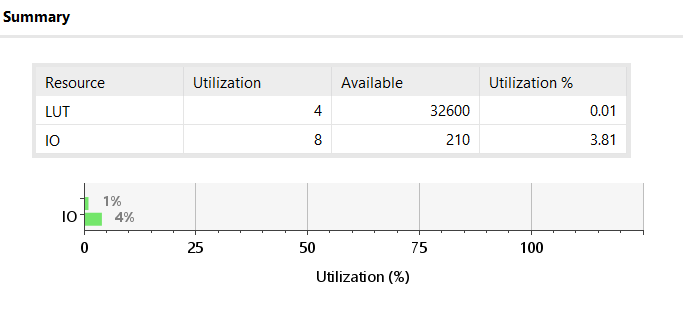 Summary
Resource Utilization Available Utilization %
LUT 4 32600 0.01
IO 8 210 3.81
1%
IO 4%
0 25 50 75 100
Utilization (%)